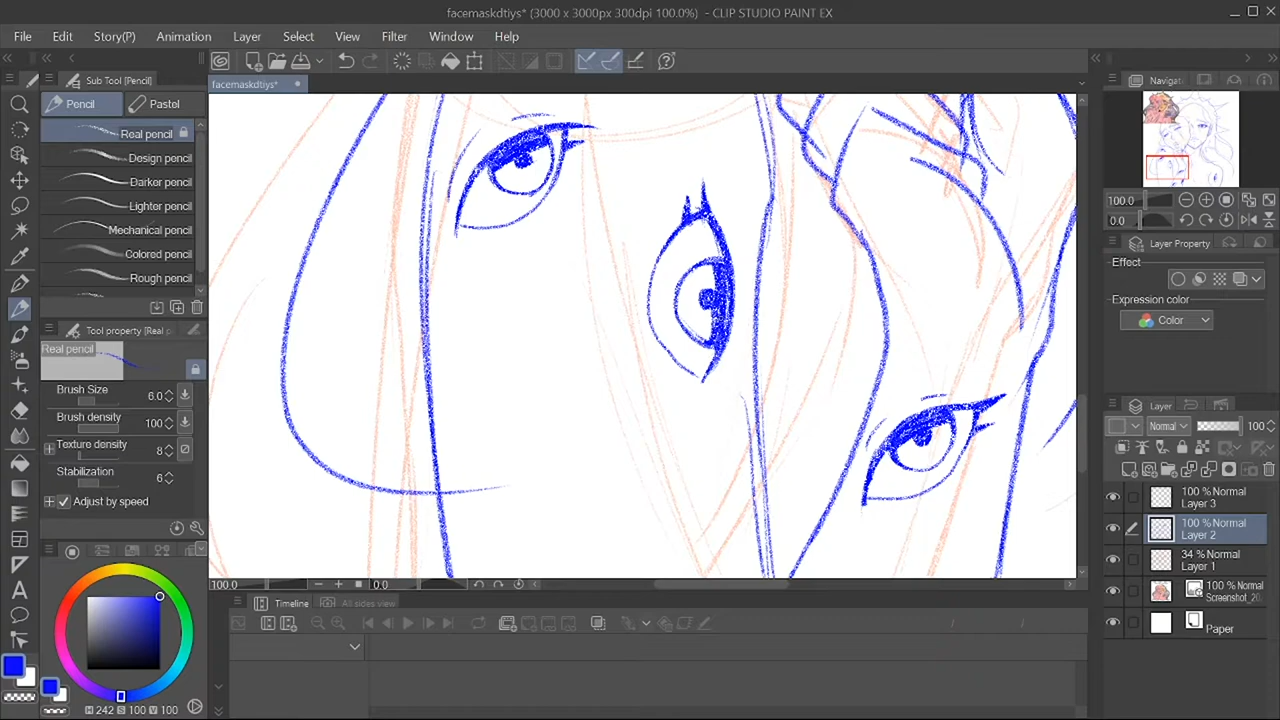 facemaskdtiys* (3000 x 3000px 300dpi 100.0%) - CLIP STUDIO PAINT EX
File Edit Story(P) Animation Layer Select View Filter Window Help
Sub Tool [Pencil]
facemaskdtiys*
Pencil
Pastel
Real pencil
Design pencil
Darker pencil
Lighter pencil
Mechanical pencil
Colored pencil
Rough pencil
Tool property [Real p
Real pencil
Brush Size 6.0
Brush density 100
Texture density 8
Stabilization 6
Adjust by speed
H 242 S 100 V 100
100.0 0.0
Timeline
All sides view
Navigat
100.0
0.0
Layer Property
Effect
Expression color
Color
Layer
Normal 100
100 % Normal
Layer 3
100 % Normal
Layer 2
34 % Normal
Layer 1
100 % Normal
Screenshot_20
Paper